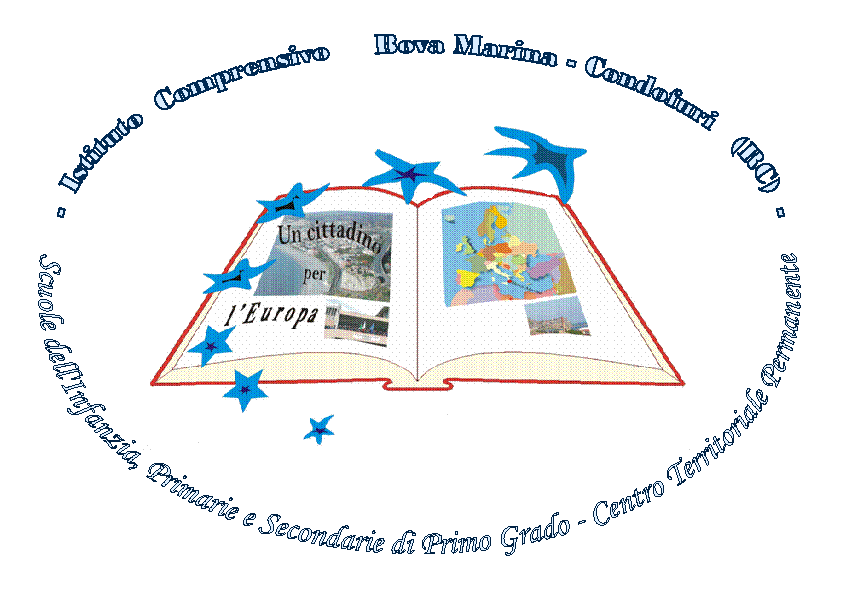 - Istituto Comprensivo Bova Marina - Condofuri (RC) -
Un cittadino
per
l'Europa
Scuole dell'Infanzia, Primarie e Secondarie di Primo Grado - Centro Territoriale Permanente